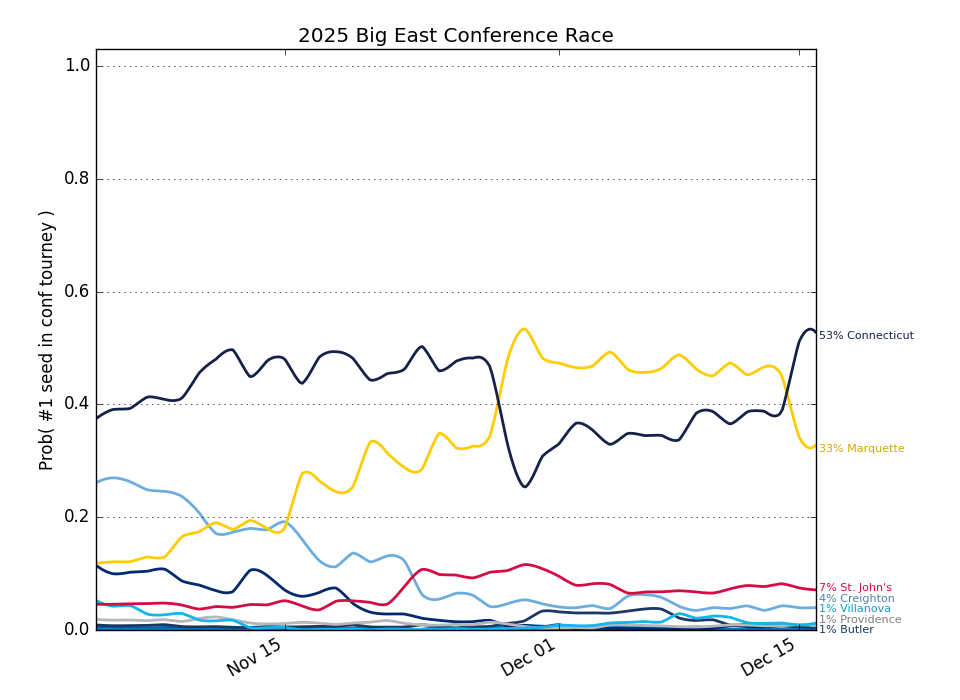 2025 Big East Conference Race
Prob( #1 seed in conf tourney )
1.0
0.8
0.6
0.4
0.2
0.0
Nov 15
Dec 01
Dec 15
53% Connecticut
33% Marquette
7% St. John's
4% Creighton
1% Villanova
1% Providence
1% Butler